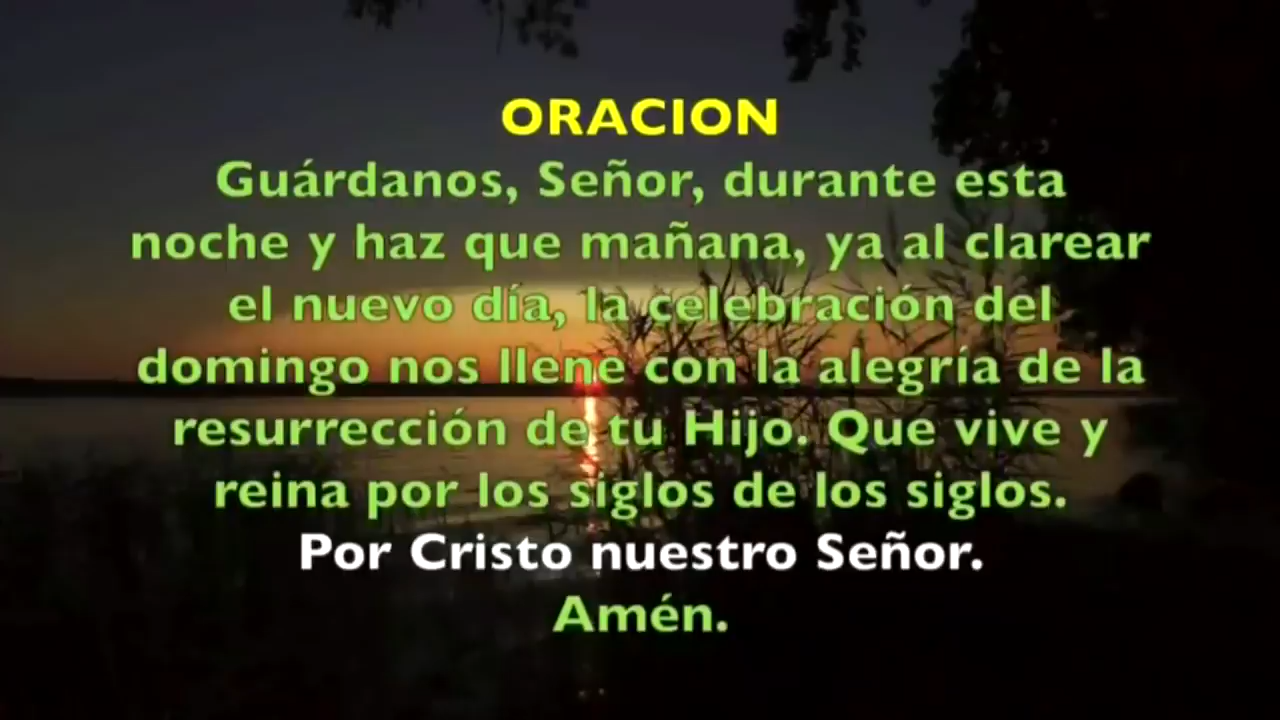 ORACION
Guárdanos, Señor, durante esta
noche y haz que mañana, ya al clarear
el nuevo día, la celebración del
domingo nos llene con la alegría de la
resurrección de tu Hijo. Que vive y
reina por los siglos de los siglos.
Por Cristo nuestro Señor.
Amén.